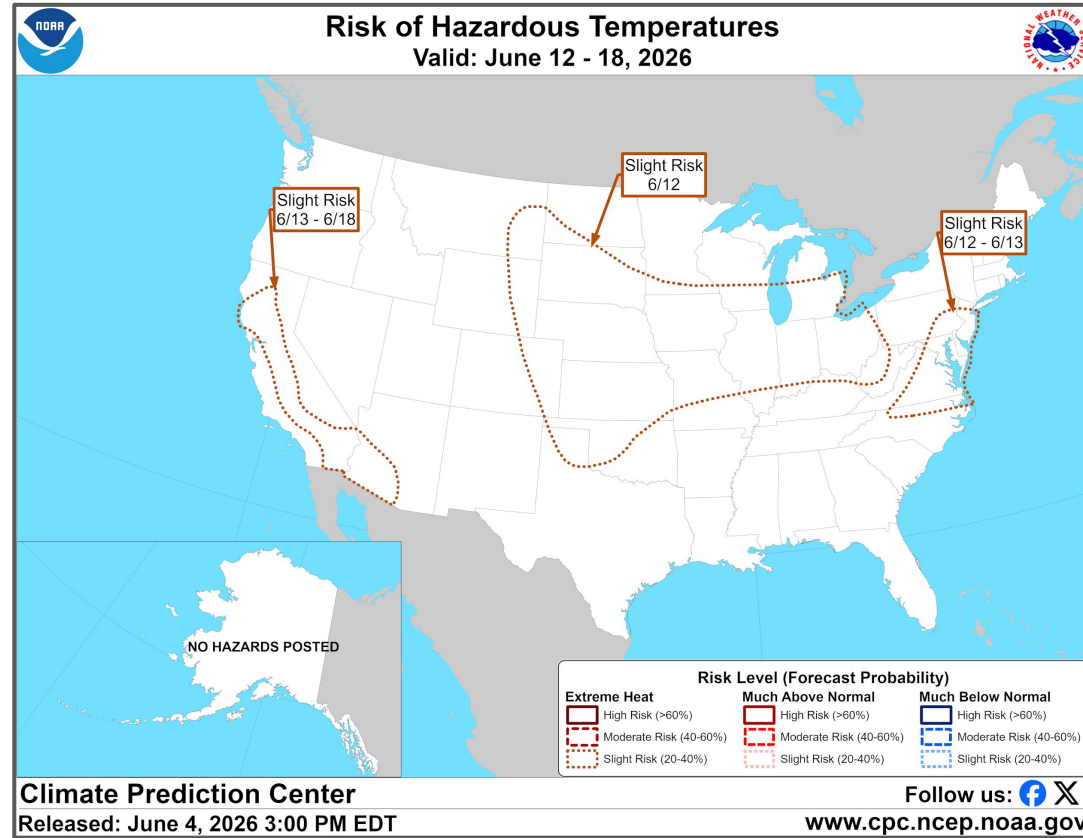 NOAA
Risk of Hazardous Temperatures
Valid: June 12 - 18, 2026
NATIONAL WEATHER SERVICE
Slight Risk
6/12
Slight Risk
6/13 - 6/18
Slight Risk
6/12 - 6/13
NO HAZARDS POSTED
Risk Level (Forecast Probability)
Extreme Heat
High Risk (>60%)
Moderate Risk (40-60%)
Slight Risk (20-40%)
Much Above Normal
High Risk (>60%)
Moderate Risk (40-60%)
Slight Risk (20-40%)
Much Below Normal
High Risk (>60%)
Moderate Risk (40-60%)
Slight Risk (20-40%)
Climate Prediction Center
Follow us:
Released: June 4, 2026 3:00 PM EDT
www.cpc.ncep.noaa.gov